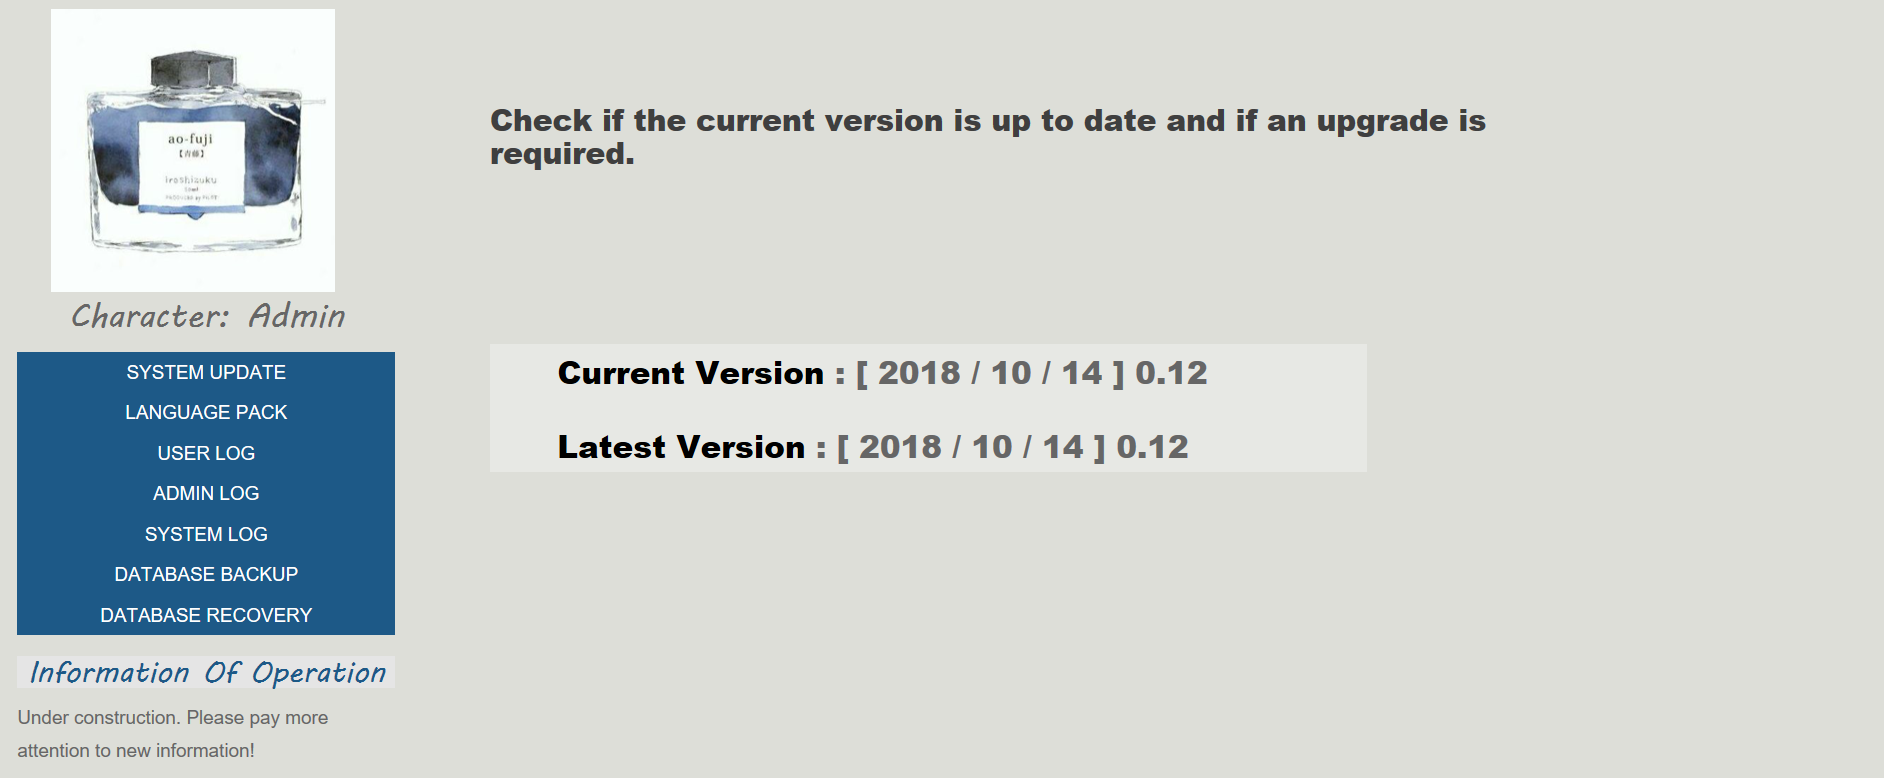 ao-fuji
【青藤】
iroshizuku
Character: Admin
SYSTEM UPDATE
LANGUAGE PACK
USER LOG
ADMIN LOG
SYSTEM LOG
DATABASE BACKUP
DATABASE RECOVERY
Information Of Operation
Under construction. Please pay more
attention to new information!
Check if the current version is up to date and if an upgrade is
required.
Current Version : [ 2018 / 10 / 14 ] 0.12
Latest Version : [ 2018 / 10 / 14 ] 0.12